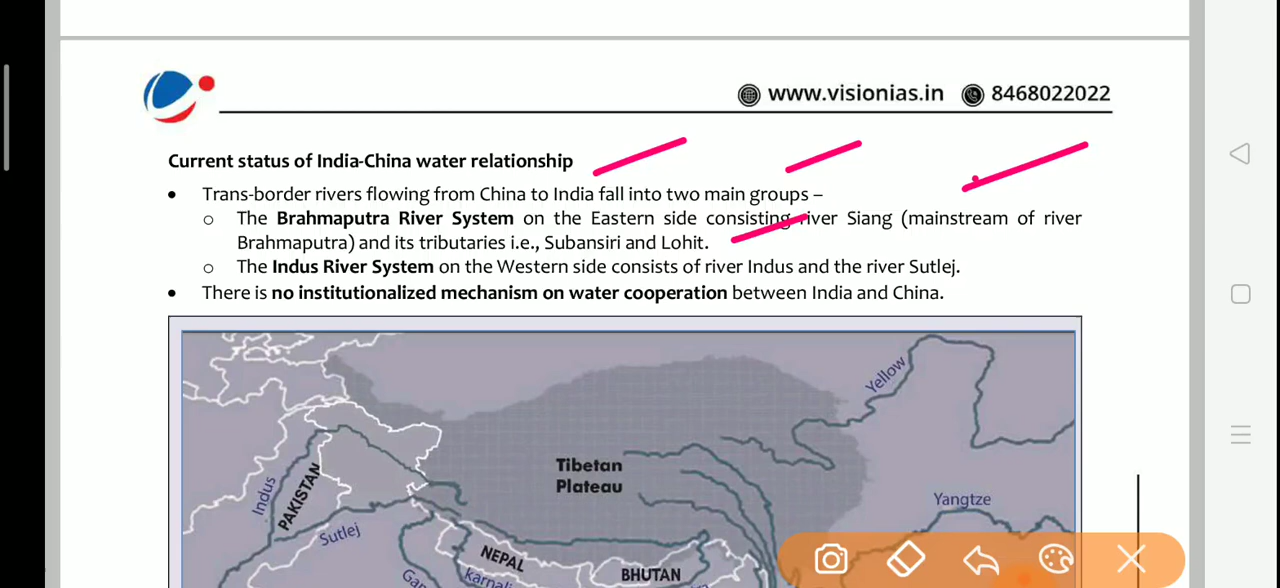 www.visionias.in 8468022022
Current status of India-China water relationship
• Trans-border rivers flowing from China to India fall into two main groups –
o The Brahmaputra River System on the Eastern side consisting river Siang (mainstream of river
Brahmaputra) and its tributaries i.e., Subansiri and Lohit.
o The Indus River System on the Western side consists of river Indus and the river Sutlej.
• There is no institutionalized mechanism on water cooperation between India and China.
Yellow
Tibetan
Plateau
Indus
PAKISTAN
Yangtze
Sutlej
NEPAL
BHUTAN